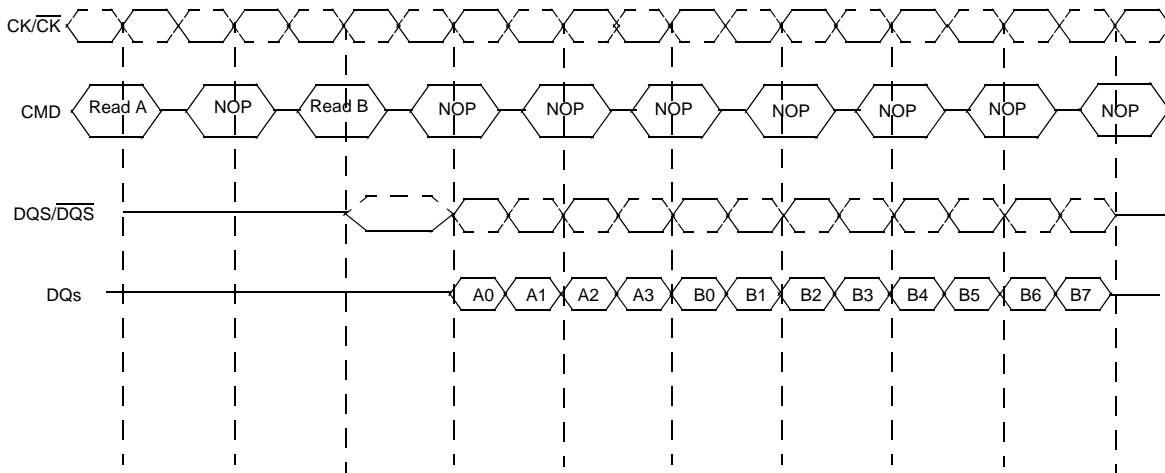 CK/CK
CMD Read A NOP Read B NOP NOP NOP NOP NOP NOP NOP
DQS/DQS
DQs A0 A1 A2 A3 B0 B1 B2 B3 B4 B5 B6 B7